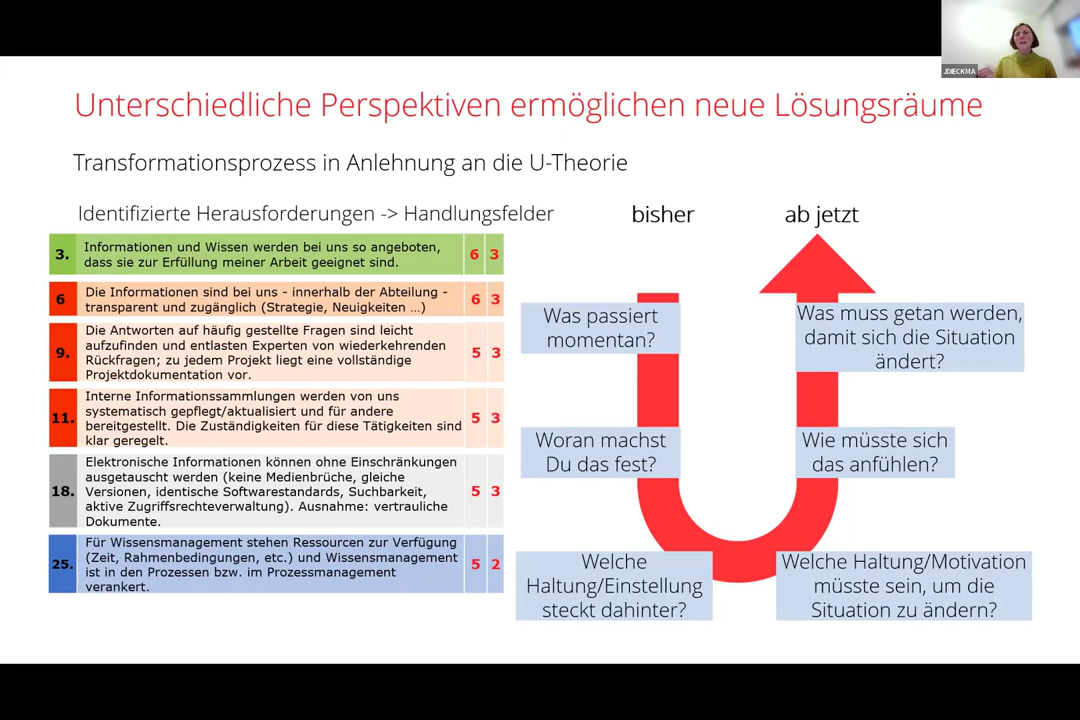 JDIECKMA
Unterschiedliche Perspektiven ermöglichen neue Lösungsräume
Transformationsprozess in Anlehnung an die U-Theorie
Identifizierte Herausforderungen -> Handlungsfelder
3. Informationen und Wissen werden bei uns so angeboten, 6 3
dass sie zur Erfüllung meiner Arbeit geeignet sind.
6 Die Informationen sind bei uns - innerhalb der Abteilung - 6 3
transparent und zugänglich (Strategie, Neuigkeiten ...)
Die Antworten auf häufig gestellte Fragen sind leicht
9. aufzufinden und entlasten Experten von wiederkehrenden 5 3
Rückfragen; zu jedem Projekt liegt eine vollständige
Projektdokumentation vor.
Interne Informationssammlungen werden von uns
11. systematisch gepflegt/aktualisiert und für andere 5 3
bereitgestellt. Die Zuständigkeiten für diese Tätigkeiten sind
klar geregelt.
Elektronische Informationen können ohne Einschränkungen
ausgetauscht werden (keine Medienbrüche, gleiche
18. Versionen, identische Softwarestandards, Suchbarkeit, 5 3
aktive Zugriffsrechteverwaltung). Ausnahme: vertrauliche
Dokumente.
Für Wissensmanagement stehen Ressourcen zur Verfügung
25. (Zeit, Rahmenbedingungen, etc.) und Wissensmanagement 5 2
ist in den Prozessen bzw. im Prozessmanagement
verankert.
bisher
ab jetzt
Was passiert
momentan?
Woran machst
Du das fest?
Welche
Haltung/Einstellung
steckt dahinter?
Was muss getan werden,
damit sich die Situation
ändert?
Wie müsste sich
das anfühlen?
Welche Haltung/Motivation
müsste sein, um die
Situation zu ändern?